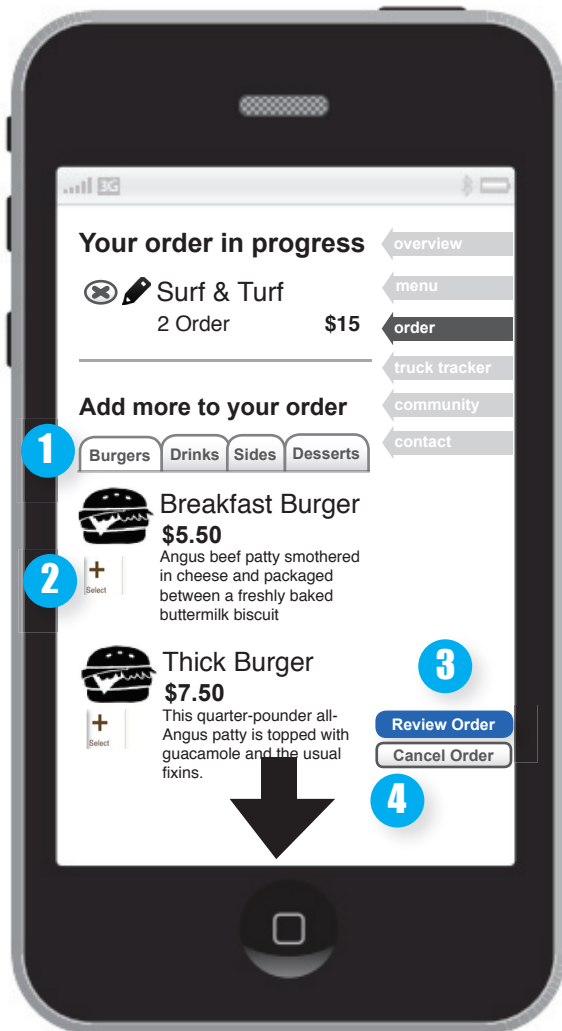 3G
Your order in progress
overview
menu
Surf & Turf
2 Order $15
order
truck tracker
Add more to your order
community
contact
1
Burgers Drinks Sides Desserts
Breakfast Burger
$5.50
Angus beef patty smothered
in cheese and packaged
between a freshly baked
buttermilk biscuit
2
+
Select
Thick Burger
$7.50
This quarter-pounder all-
Angus patty is topped with
guacamole and the usual
fixins.
+
Select
3
Review Order
Cancel Order
4